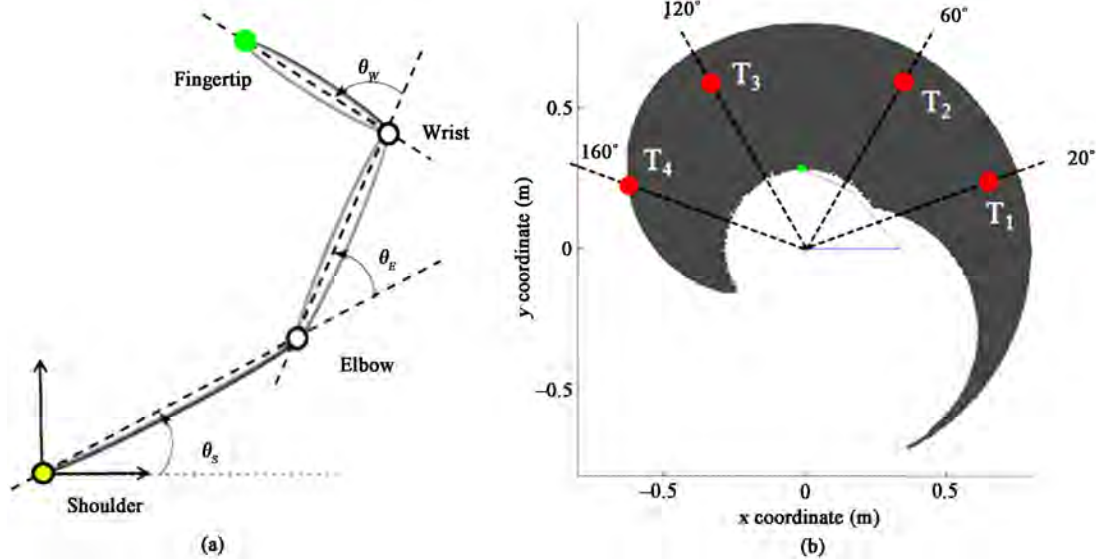 Fingertip
θW
Wrist
θE
Elbow
θS
Shoulder
(a)
120°
60°
T3
T2
0.5
160°
T4
20°
T1
y coordinate (m)
0
−0.5
−0.5
0
0.5
x coordinate (m)
(b)